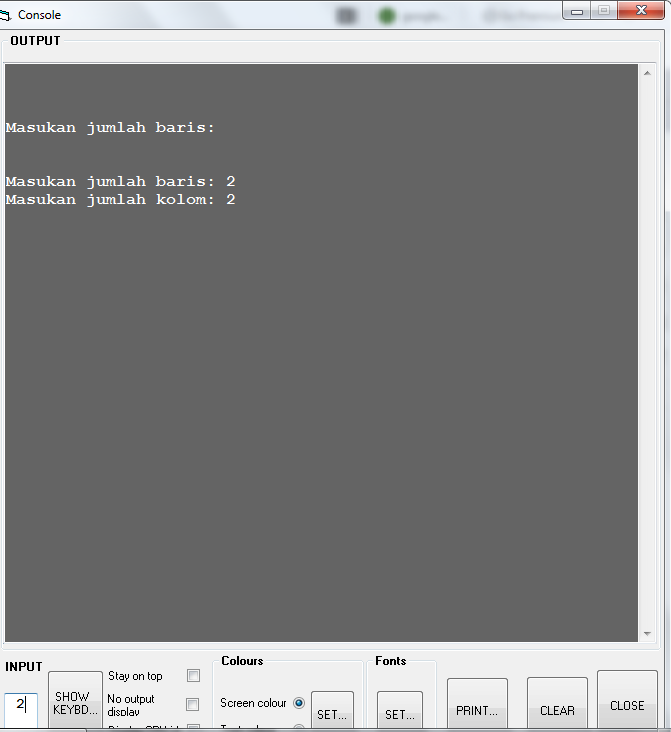 Console
OUTPUT
Masukan jumlah baris:
Masukan jumlah baris: 2
Masukan jumlah kolom: 2
INPUT
2
SHOW KEYBD...
Stay on top
No output
display
Colours
Screen colour
SET...
Fonts
SET...
PRINT...
CLEAR
CLOSE